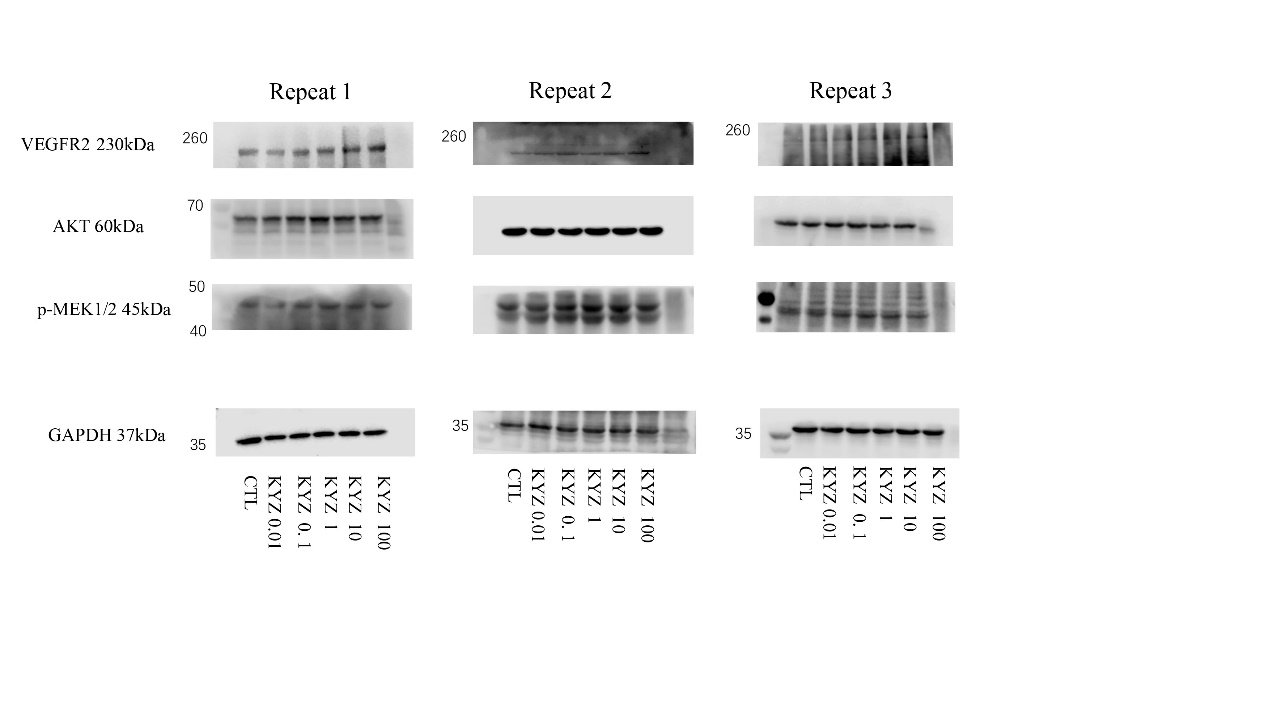 Repeat 1
Repeat 2
Repeat 3
VEGFR2 230kDa
260
260
260
AKT 60kDa
70
p-MEK1/2 45kDa
50
40
GAPDH 37kDa
35
35
35
CTL
KYZ 0.01
KYZ 0.1
KYZ 1
KYZ 10
KYZ 100
CTL
KYZ 0.01
KYZ 0.1
KYZ 1
KYZ 10
KYZ 100
CTL
KYZ 0.01
KYZ 0.1
KYZ 1
KYZ 10
KYZ 100